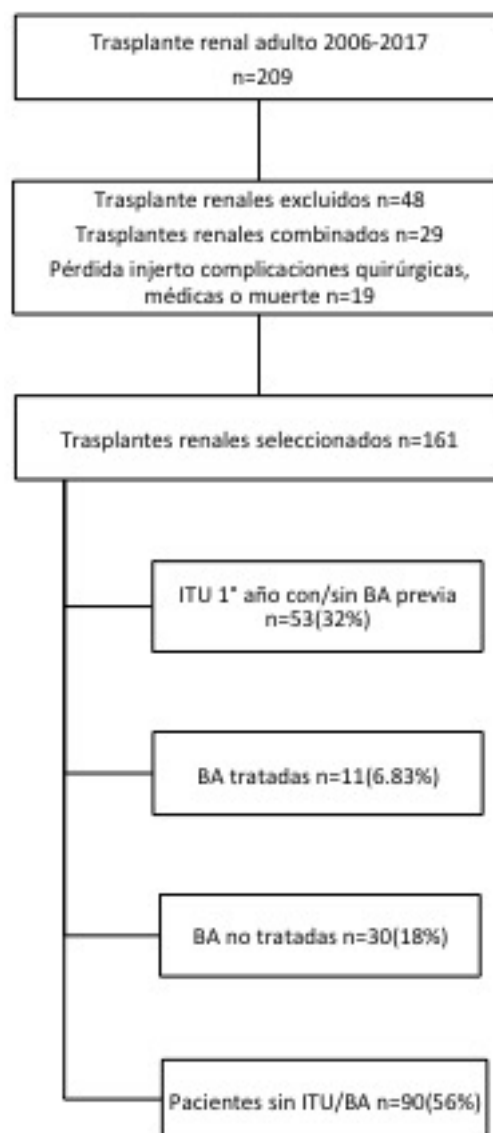 Trasplante renal adulto 2006-2017
n=209
Trasplante renales excluidos n=48
Trasplantes renales combinados n=29
Pérdida injerto complicaciones quirúrgicas,
médicas o muerte n=19
Trasplantes renales seleccionados n=161
ITU 1° año con/sin BA previa
n=53(32%)
BA tratadas n=11(6.83%)
BA no tratadas n=30(18%)
Pacientes sin ITU/BA n=90(56%)